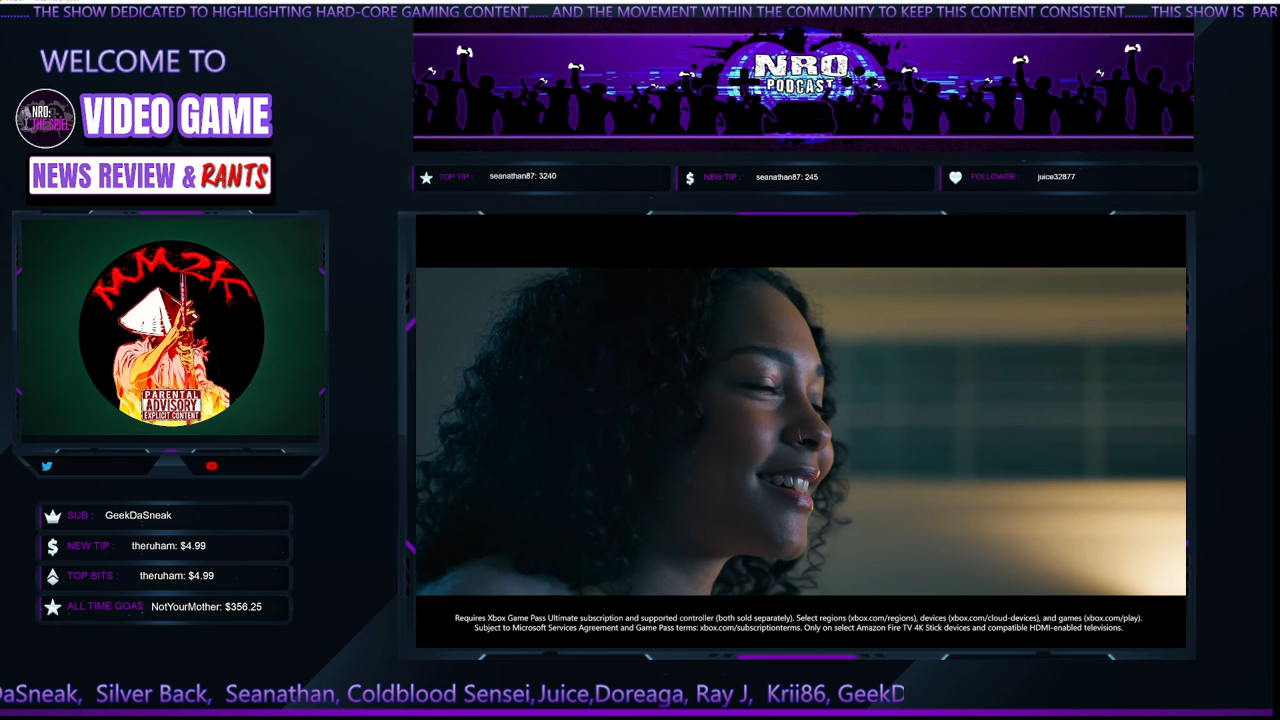 ...... THE SHOW DEDICATED TO HIGHLIGHTING HARD-CORE GAMING CONTENT...... AND THE MOVEMENT WITHIN THE COMMUNITY TO KEEP THIS CONTENT CONSISTENT...... THIS SHOW IS PAR
WELCOME TO
NRO:
THE SPIEL
VIDEO GAME
NEWS REVIEW & RANTS
NRO
PODCAST
TOP TIP : seanathan87: 3240
NEW TIP : seanathan87: 245
FOLLOWER : juice32877
MM2K
PARENTAL
ADVISORY
EXPLICIT CONTENT
SUB : GeekDaSneak
NEW TIP : theruham: $4.99
TOP BITS : theruham: $4.99
ALL TIME GOAT: NotYourMother: $356.25
Requires Xbox Game Pass Ultimate subscription and supported controller (both sold separately). Select regions (xbox.com/regions), devices (xbox.com/cloud-devices), and games (xbox.com/play).
Subject to Microsoft Services Agreement and Game Pass terms: xbox.com/subscriptionterms. Only on select Amazon Fire TV 4K Stick devices and compatible HDMI-enabled televisions.
DaSneak, Silver Back, Seanathan, Coldblood Sensei,Juice,Doreaga, Ray J, Krii86, GeekD